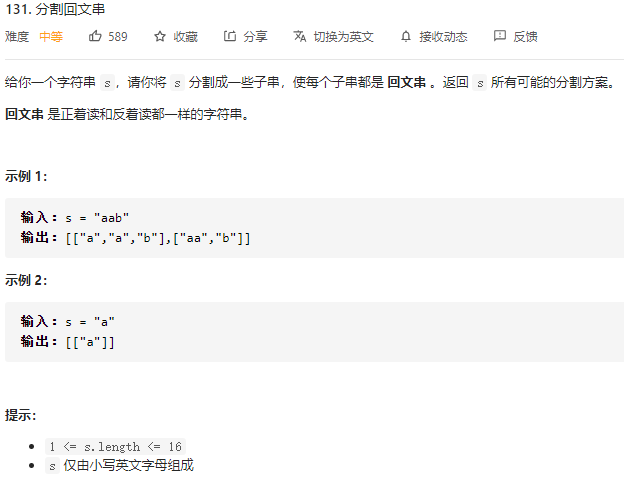 131. 分割回文串
难度 中等 589 收藏 分享 切换为英文 接收动态 反馈
给你一个字符串 s，请你将 s 分割成一些子串，使每个子串都是 回文串 。返回 s 所有可能的分割方案。
回文串 是正着读和反着读都一样的字符串。
示例 1：
输入：s = "aab"
输出：[["a","a","b"],["aa","b"]]
示例 2：
输入：s = "a"
输出：[["a"]]
提示：
1 <= s.length <= 16
s 仅由小写英文字母组成